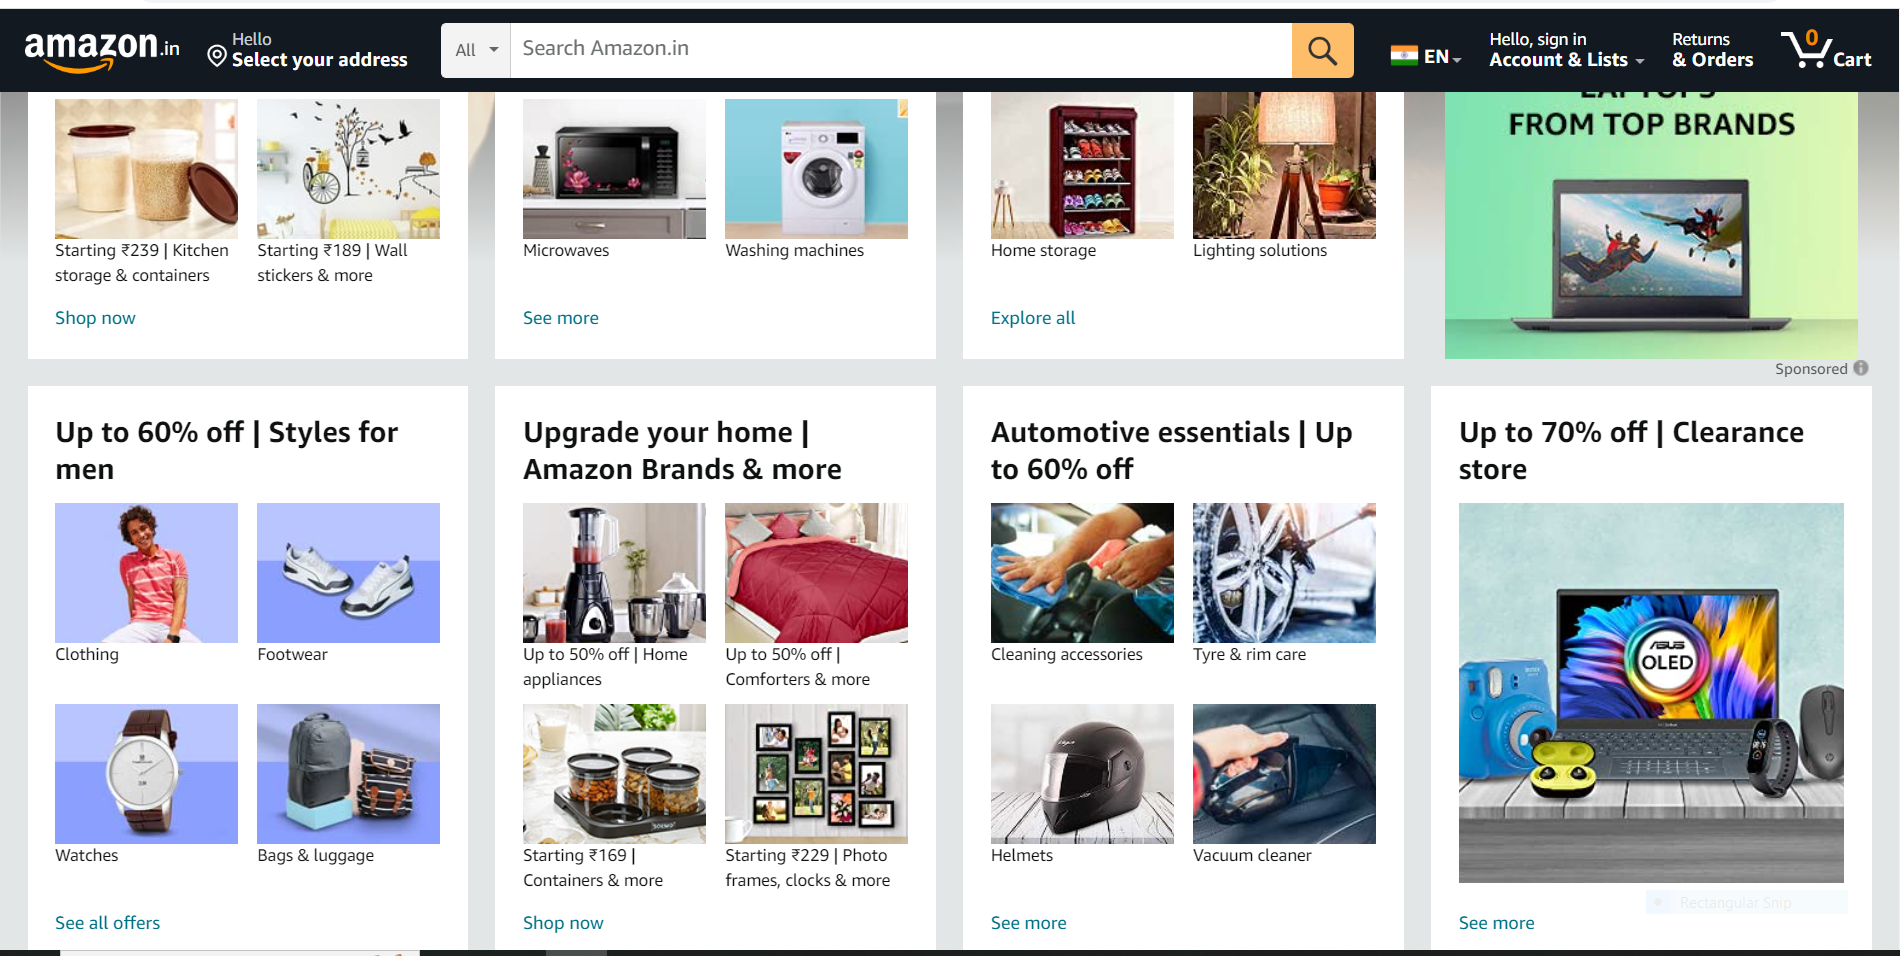 amazon.in
Hello
Select your address
All
Search Amazon.in
EN
Hello, sign in
Account & Lists
Returns
& Orders
0
Cart
Starting ₹239 | Kitchen
storage & containers
Starting ₹189 | Wall
stickers & more
Shop now
Microwaves
Washing machines
See more
Home storage
Lighting solutions
Explore all
LAPTOPS
FROM TOP BRANDS
Sponsored
Up to 60% off | Styles for
men
Clothing
Footwear
Watches
Bags & luggage
See all offers
Upgrade your home |
Amazon Brands & more
Up to 50% off | Home
appliances
Up to 50% off |
Comforters & more
SOLIMO
Starting ₹169 |
Containers & more
Starting ₹229 | Photo
frames, clocks & more
Shop now
Automotive essentials | Up
to 60% off
Cleaning accessories
Tyre & rim care
Helmets
Vacuum cleaner
See more
Up to 70% off | Clearance
store
ASUS
OLED
Rectangular Snip
See more